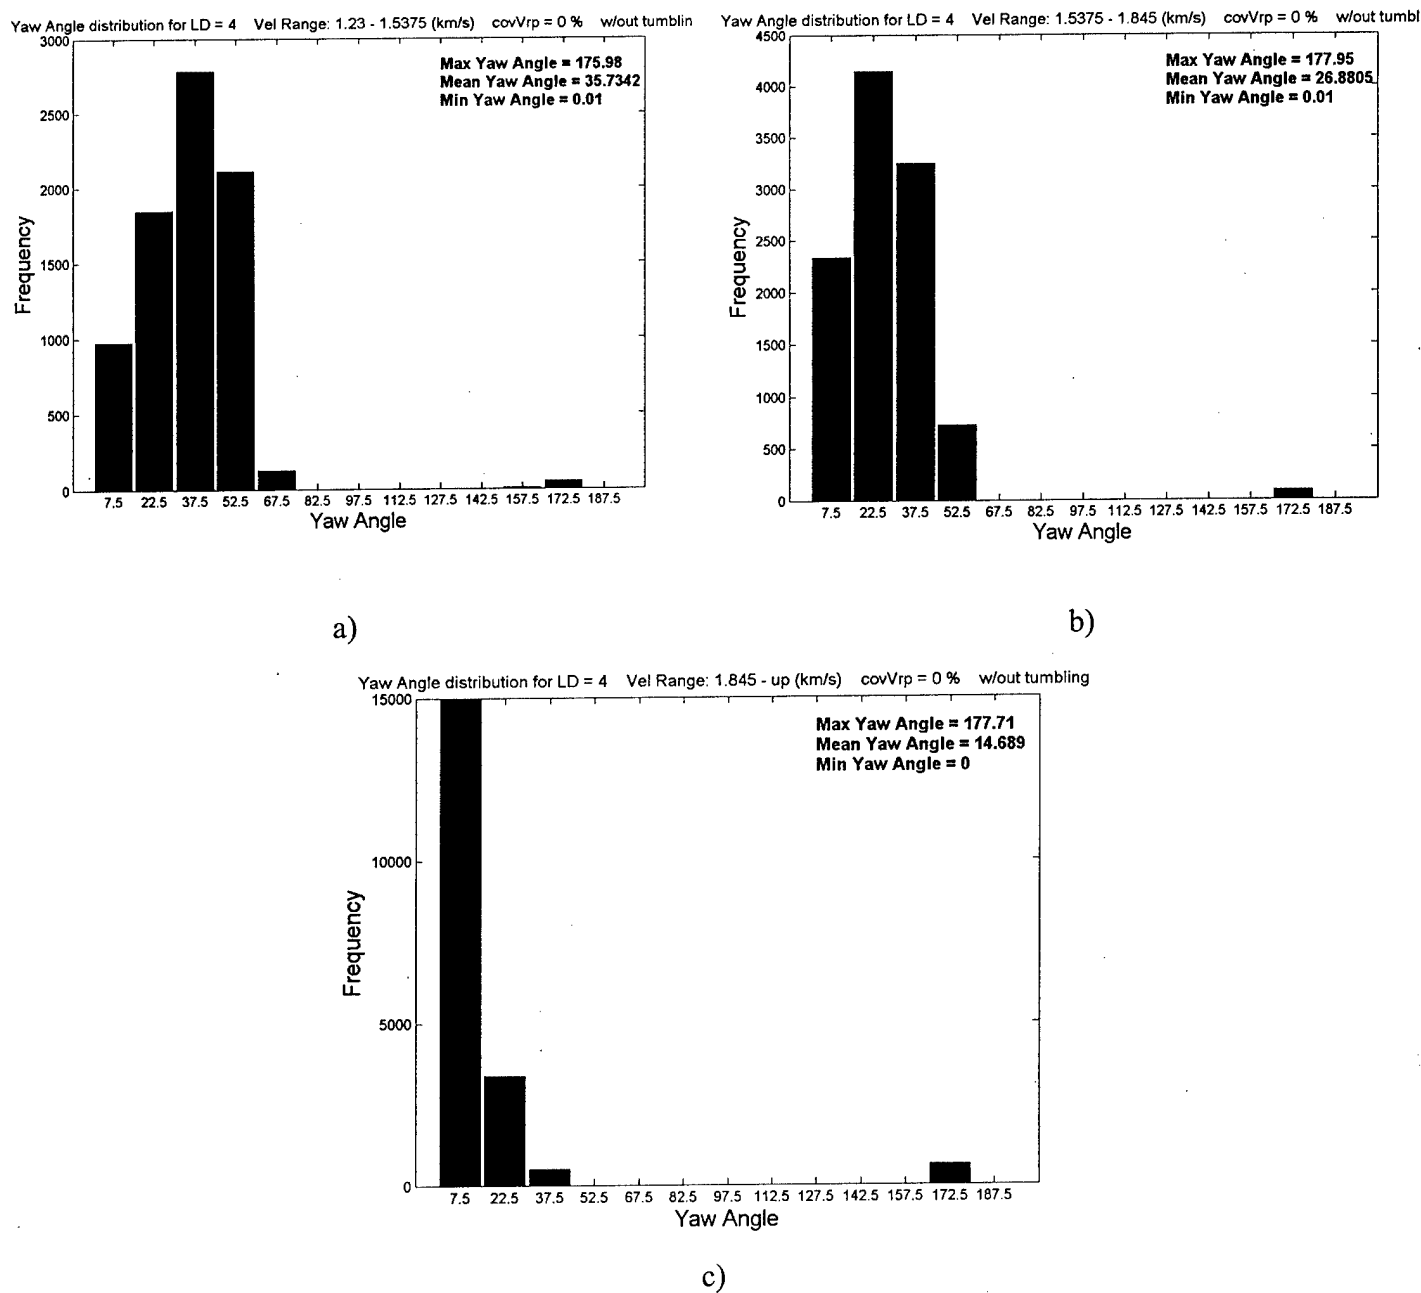 Yaw Angle distribution for LD = 4 Vel Range: 1.23 - 1.5375 (km/s) covVrp = 0 % w/out tumblin
3000
2500
2000
1500
1000
500
0
Frequency
Max Yaw Angle = 175.98
Mean Yaw Angle = 35.7342
Min Yaw Angle = 0.01
7.5 22.5 37.5 52.5 67.5 82.5 97.5 112.5 127.5 142.5 157.5 172.5 187.5
Yaw Angle
a)
Yaw Angle distribution for LD = 4 Vel Range: 1.5375 - 1.845 (km/s) covVrp = 0 % w/out tumbl
4500
4000
3500
3000
2500
2000
1500
1000
500
0
Frequency
Max Yaw Angle = 177.95
Mean Yaw Angle = 26.8805
Min Yaw Angle = 0.01
7.5 22.5 37.5 52.5 67.5 82.5 97.5 112.5 127.5 142.5 157.5 172.5 187.5
Yaw Angle
b)
Yaw Angle distribution for LD = 4 Vel Range: 1.845 - up (km/s) covVrp = 0 % w/out tumbling
15000
10000
5000
0
Frequency
Max Yaw Angle = 177.71
Mean Yaw Angle = 14.689
Min Yaw Angle = 0
7.5 22.5 37.5 52.5 67.5 82.5 97.5 112.5 127.5 142.5 157.5 172.5 187.5
Yaw Angle
c)